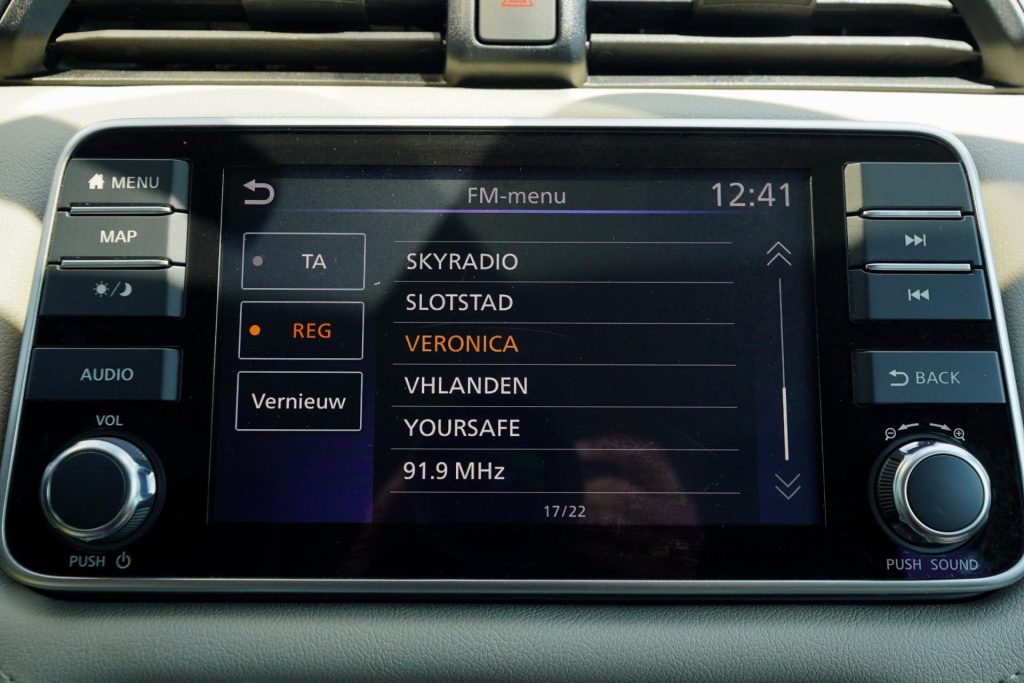 MENU
MAP
AUDIO
VOL
PUSH
FM-menu
12:41
TA
REG
Vernieuw
SKYRADIO
SLOTSTAD
VERONICA
VHLANDEN
YOURSAFE
91.9 MHz
17/22
BACK
PUSH SOUND